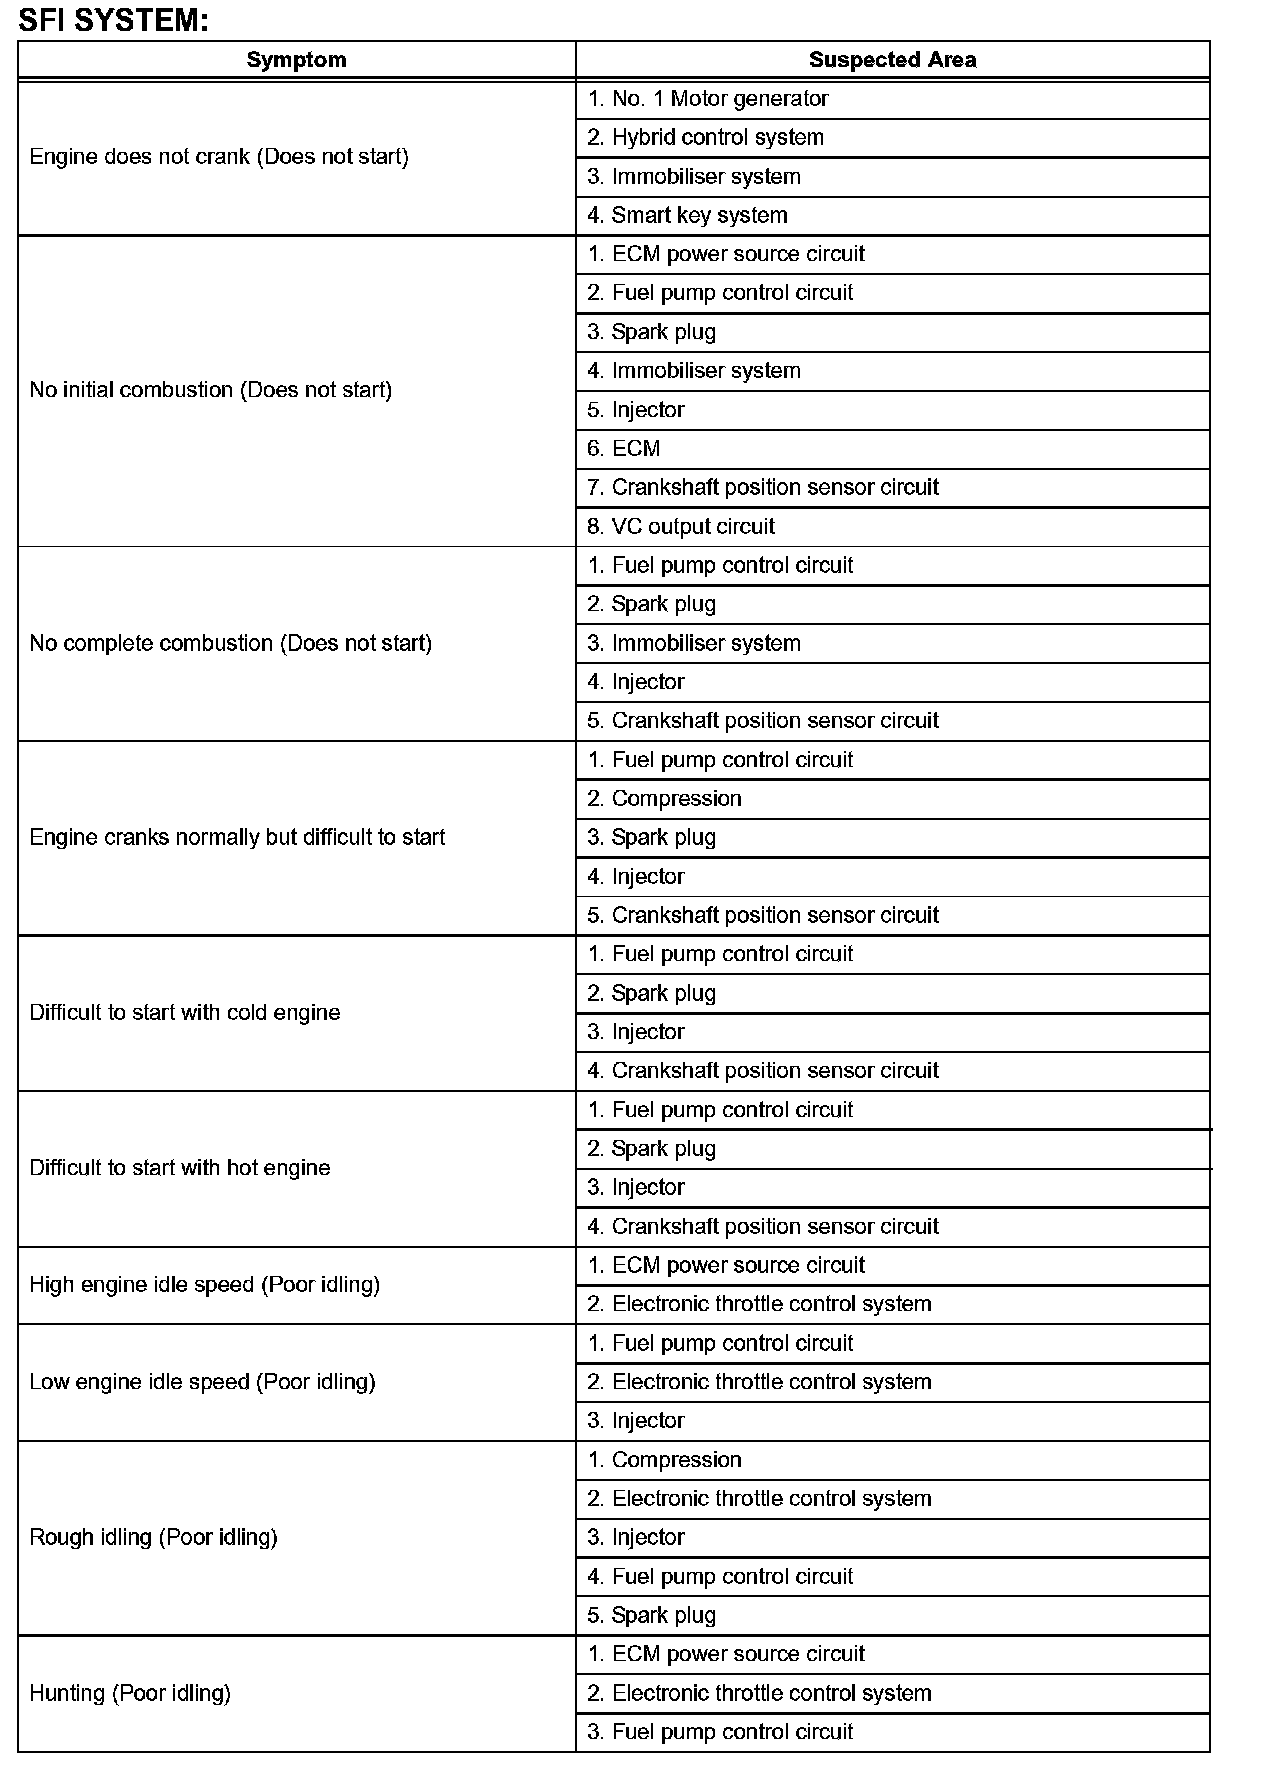 SFI SYSTEM:
Symptom
Suspected Area
Engine does not crank (Does not start)
1. No. 1 Motor generator
2. Hybrid control system
3. Immobiliser system
4. Smart key system
No initial combustion (Does not start)
1. ECM power source circuit
2. Fuel pump control circuit
3. Spark plug
4. Immobiliser system
5. Injector
6. ECM
7. Crankshaft position sensor circuit
8. VC output circuit
No complete combustion (Does not start)
1. Fuel pump control circuit
2. Spark plug
3. Immobiliser system
4. Injector
5. Crankshaft position sensor circuit
Engine cranks normally but difficult to start
1. Fuel pump control circuit
2. Compression
3. Spark plug
4. Injector
5. Crankshaft position sensor circuit
Difficult to start with cold engine
1. Fuel pump control circuit
2. Spark plug
3. Injector
4. Crankshaft position sensor circuit
Difficult to start with hot engine
1. Fuel pump control circuit
2. Spark plug
3. Injector
4. Crankshaft position sensor circuit
High engine idle speed (Poor idling)
1. ECM power source circuit
2. Electronic throttle control system
Low engine idle speed (Poor idling)
1. Fuel pump control circuit
2. Electronic throttle control system
3. Injector
Rough idling (Poor idling)
1. Compression
2. Electronic throttle control system
3. Injector
4. Fuel pump control circuit
5. Spark plug
Hunting (Poor idling)
1. ECM power source circuit
2. Electronic throttle control system
3. Fuel pump control circuit